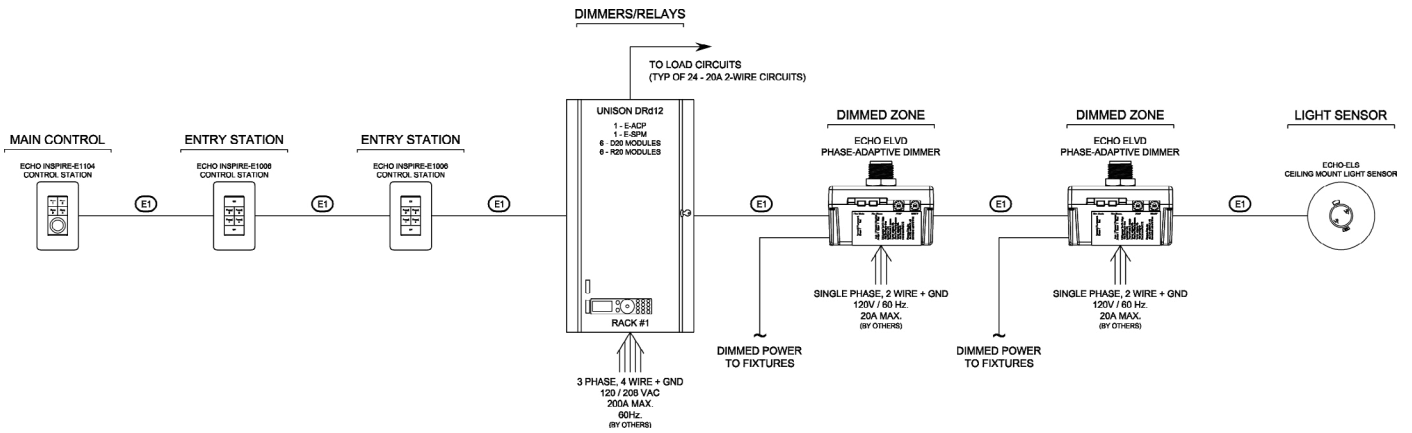 DIMMERS/RELAYS
TO LOAD CIRCUITS
(TYP OF 24 - 20A 2-WIRE CIRCUITS)
MAIN CONTROL
ECHO INSPIRE-E1104
CONTROL STATION
E1
ENTRY STATION
ECHO INSPIRE-E1006
CONTROL STATION
E1
ENTRY STATION
ECHO INSPIRE-E1006
CONTROL STATION
E1
UNISON DRd12
1 - E-ACP
1 - E-SPM
6 - D20 MODULES
6 - R20 MODULES
RACK #1
3 PHASE, 4 WIRE + GND
120 / 208 VAC
200A MAX.
60Hz.
(BY OTHERS)
E1
DIMMED ZONE
ECHO ELVD
PHASE-ADAPTIVE DIMMER
SINGLE PHASE, 2 WIRE + GND
120V / 60 Hz.
20A MAX.
(BY OTHERS)
DIMMED POWER
TO FIXTURES
E1
DIMMED ZONE
ECHO ELVD
PHASE-ADAPTIVE DIMMER
SINGLE PHASE, 2 WIRE + GND
120V / 60 Hz.
20A MAX.
(BY OTHERS)
DIMMED POWER
TO FIXTURES
E1
LIGHT SENSOR
ECHO-ELS
CEILING MOUNT LIGHT SENSOR